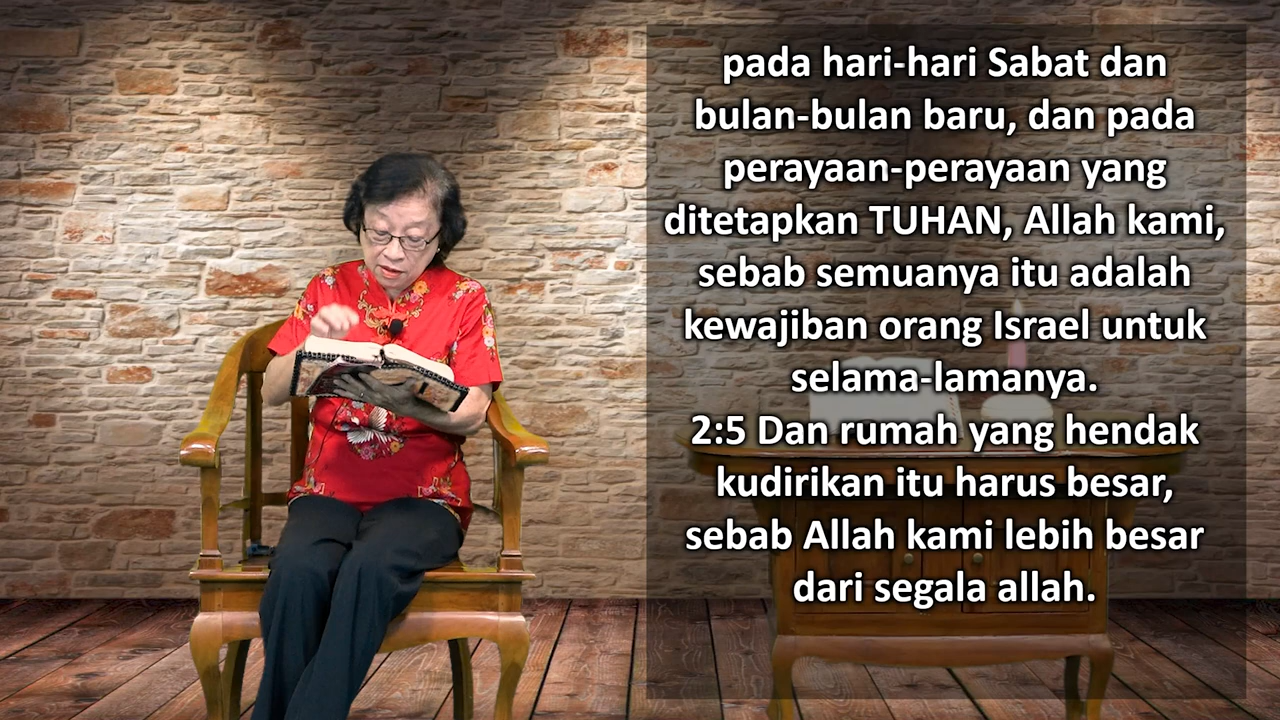 pada hari-hari Sabat dan
bulan-bulan baru, dan pada
perayaan-perayaan yang
ditetapkan TUHAN, Allah kami,
sebab semuanya itu adalah
kewajiban orang Israel untuk
selama-lamanya.
2:5 Dan rumah yang hendak
kudirikan itu harus besar,
sebab Allah kami lebih besar
dari segala allah.